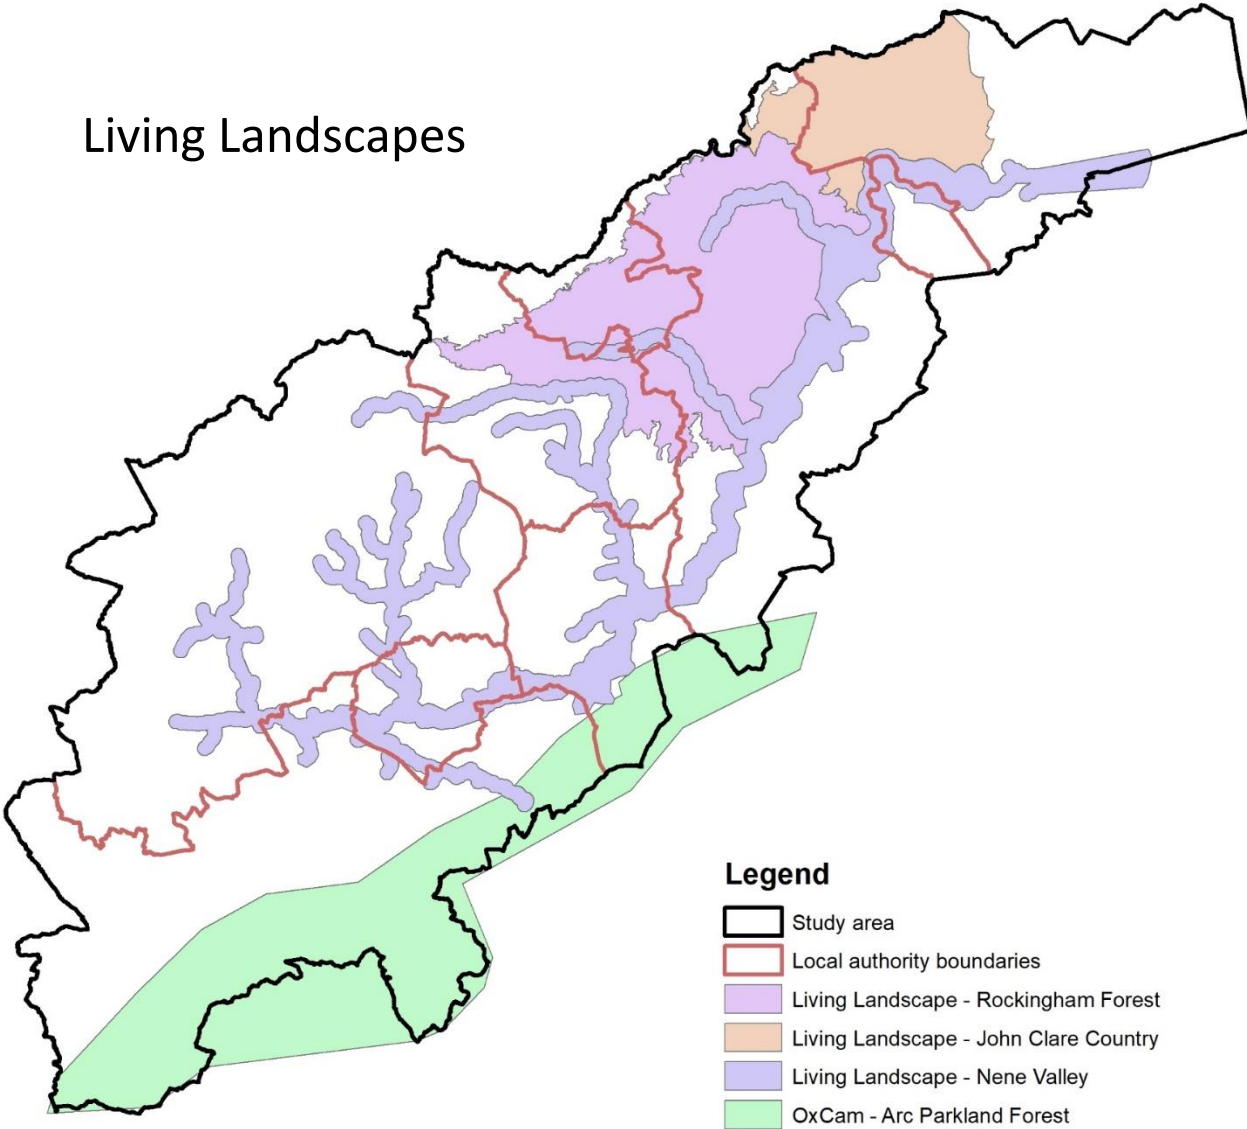 Living Landscapes
Legend
Study area
Local authority boundaries
Living Landscape - Rockingham Forest
Living Landscape - John Clare Country
Living Landscape - Nene Valley
OxCam - Arc Parkland Forest